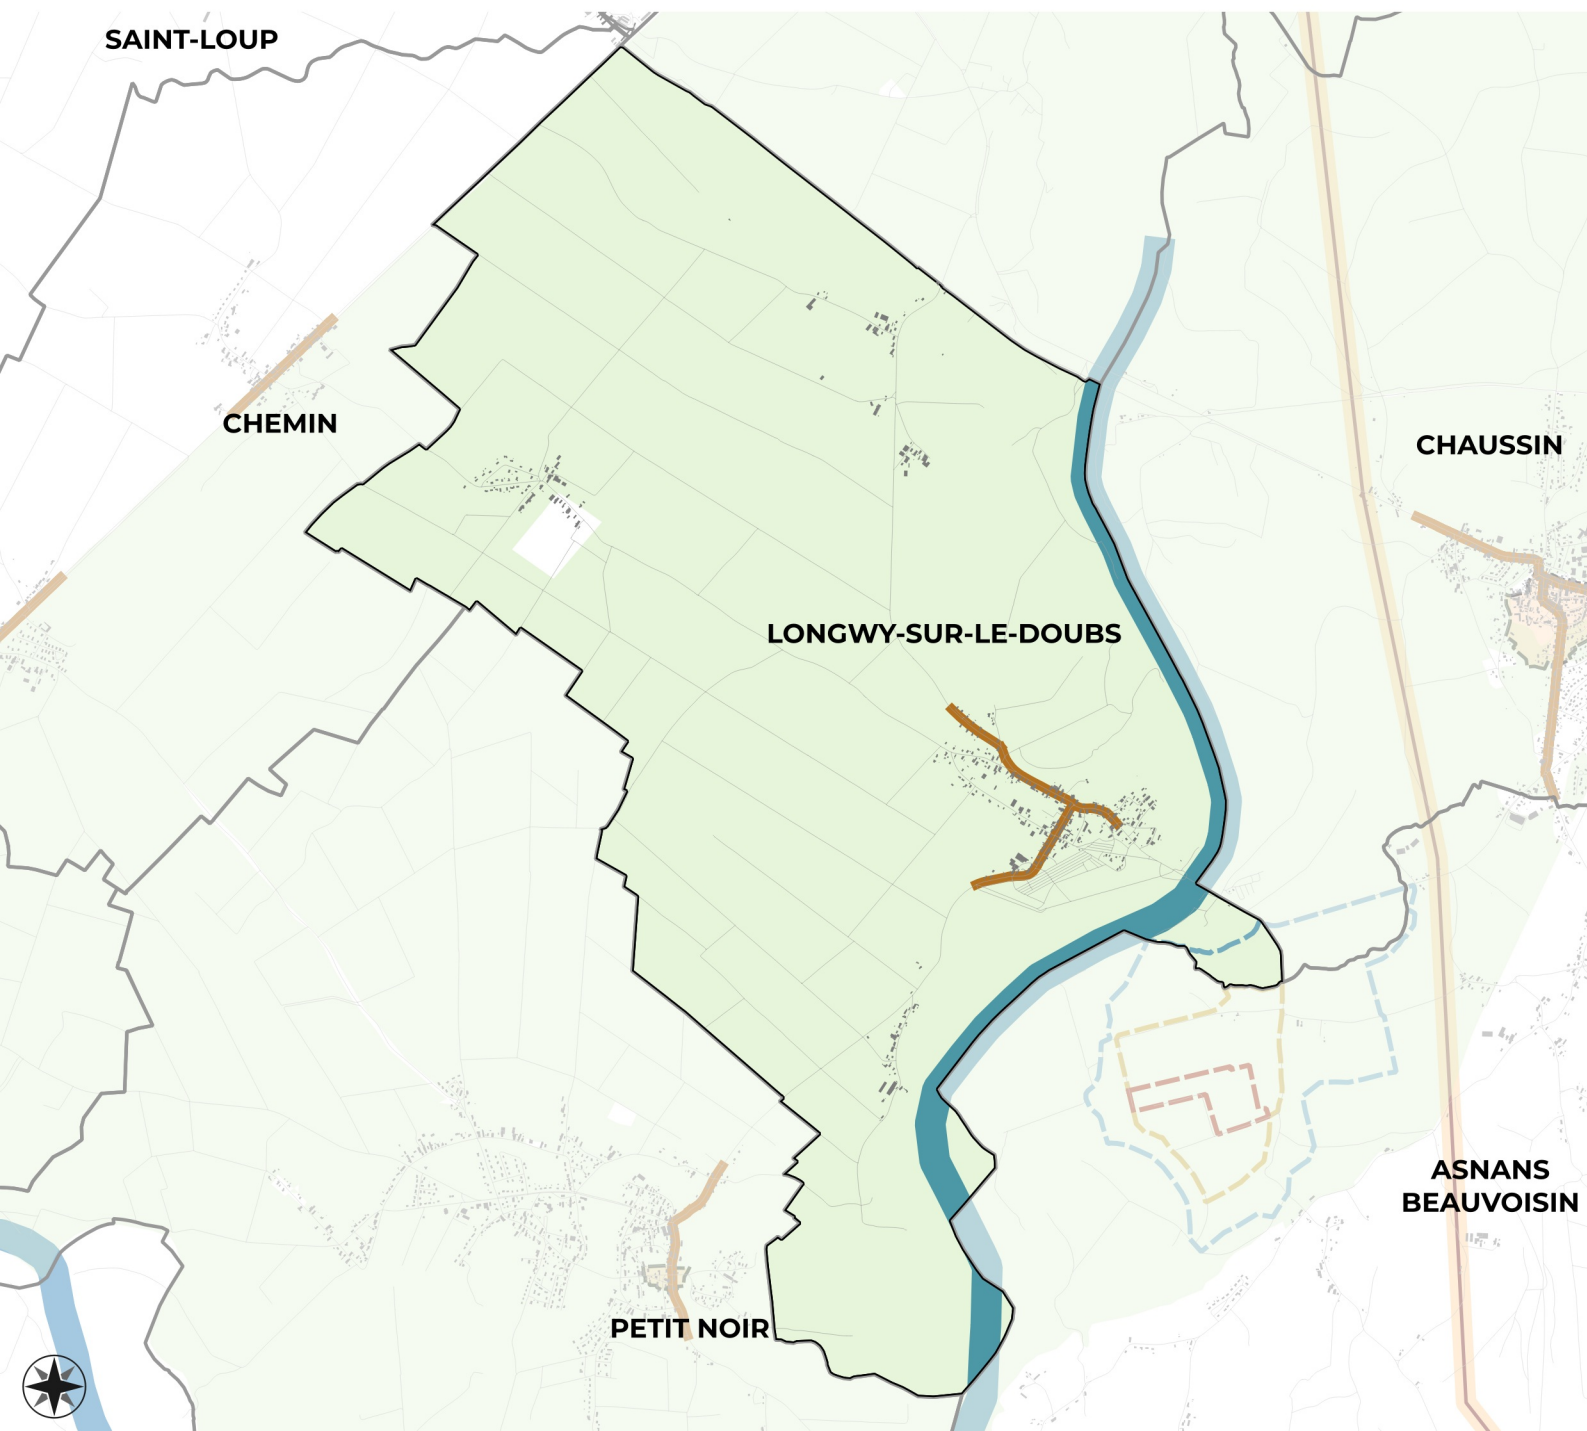 SAINT-LOUP
CHEMIN
CHAUSSIN
LONGWY-SUR-LE-DOUBS
ASNANS
BEAUVOISIN
PETIT NOIR